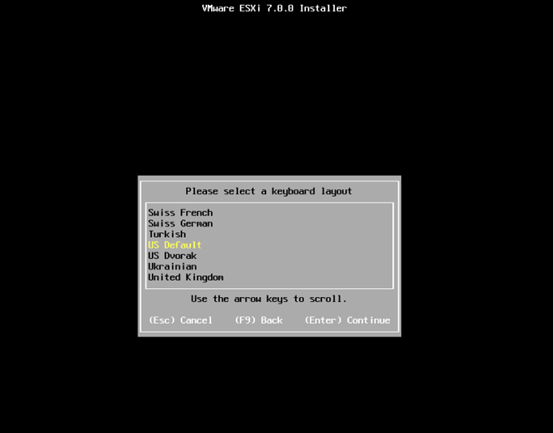 VMware ESXi 7.0.0 Installer
Please select a keyboard layout
Swiss French
Swiss German
Turkish
US Default
US Dvorak
Ukrainian
United Kingdom
Use the arrow keys to scroll.
(Esc) Cancel (F9) Back (Enter) Continue